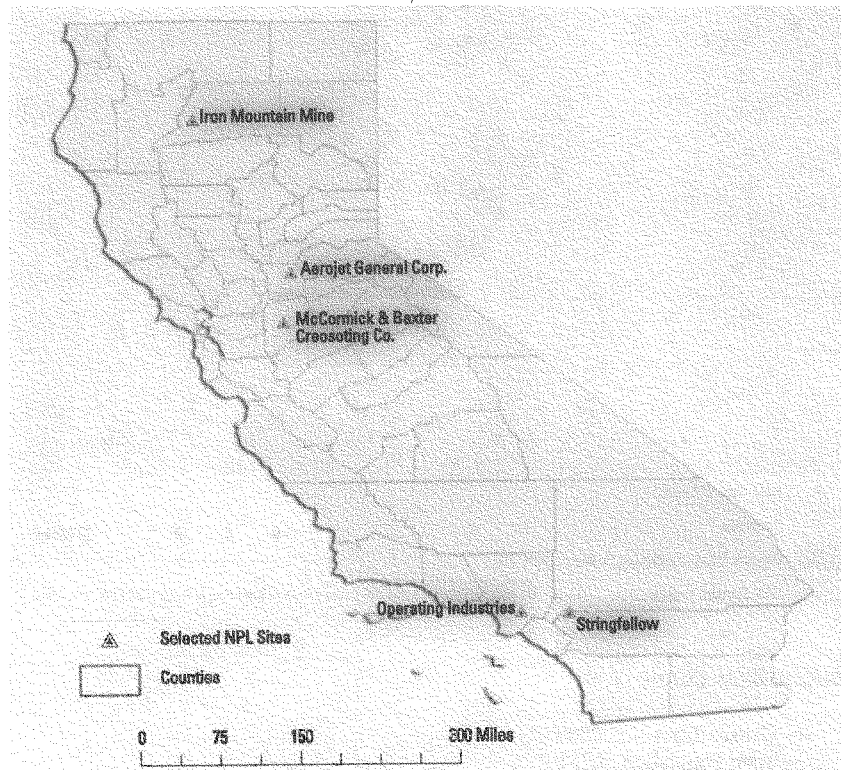 Iron Mountain Mine
Aerojet General Corp.
McCormick & Baxter
Creosoting Co.
Operating Industries
Stringfellow
Selected NPL Sites
Counties
0 75 150 300 Miles